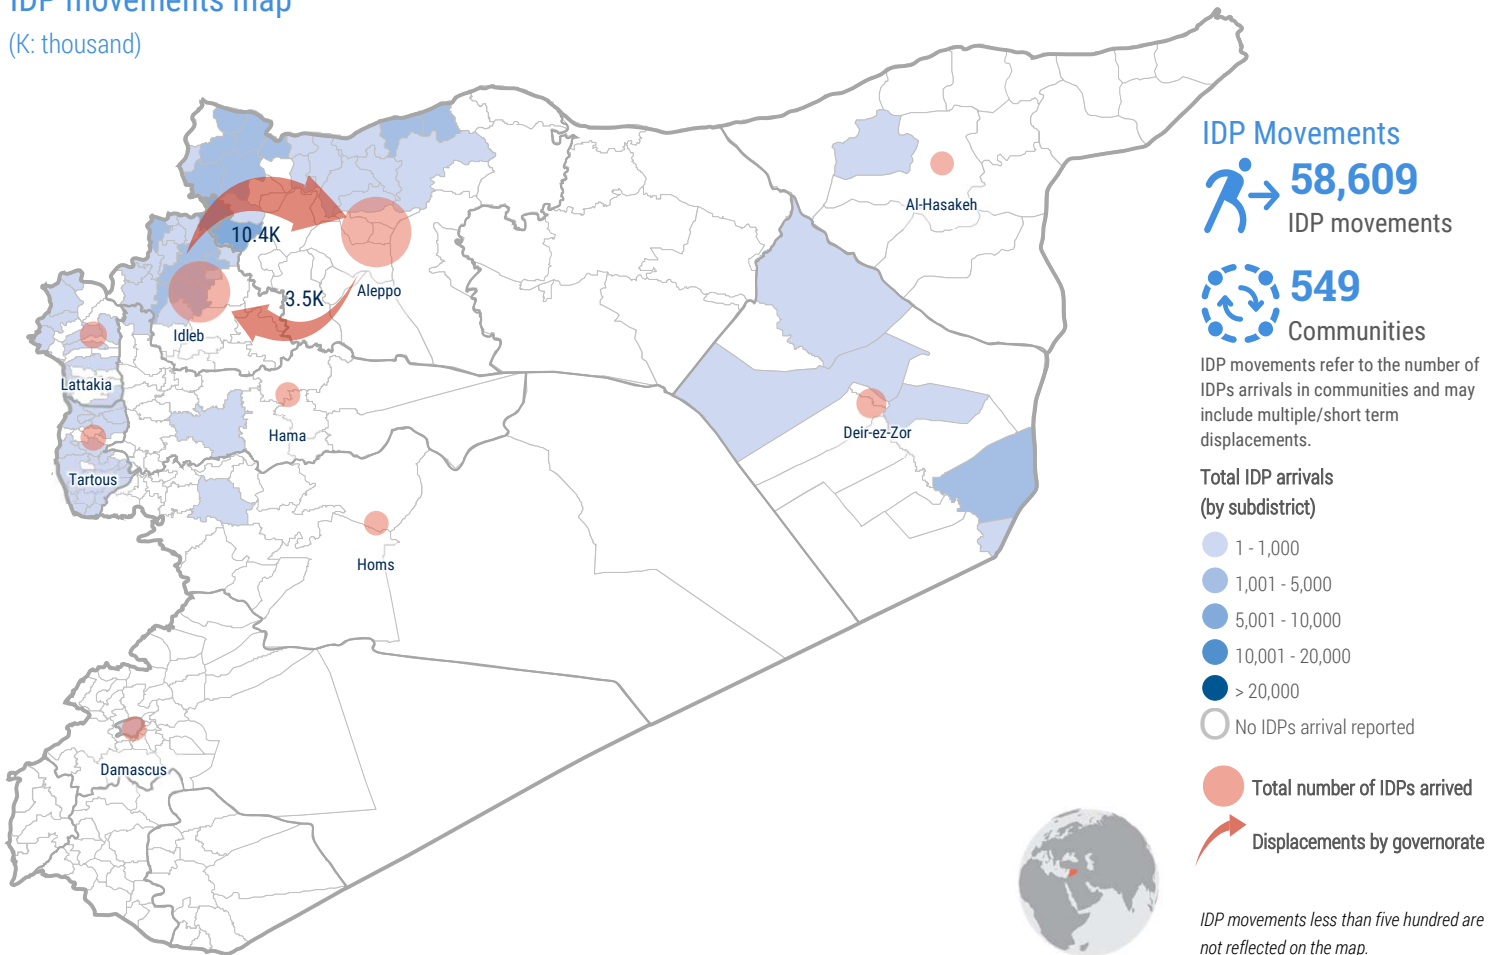 IDP movements map
(K: thousand)
10.4K
3.5K
Aleppo
Idleb
Lattakia
Tartous
Hama
Homs
Damascus
Al-Hasakeh
Deir-ez-Zor
IDP Movements
58,609
IDP movements
549
Communities
IDP movements refer to the number of
IDPs arrivals in communities and may
include multiple/short term
displacements.
Total IDP arrivals
(by subdistrict)
1 - 1,000
1,001 - 5,000
5,001 - 10,000
10,001 - 20,000
> 20,000
No IDPs arrival reported
Total number of IDPs arrived
Displacements by governorate
IDP movements less than five hundred are
not reflected on the map.